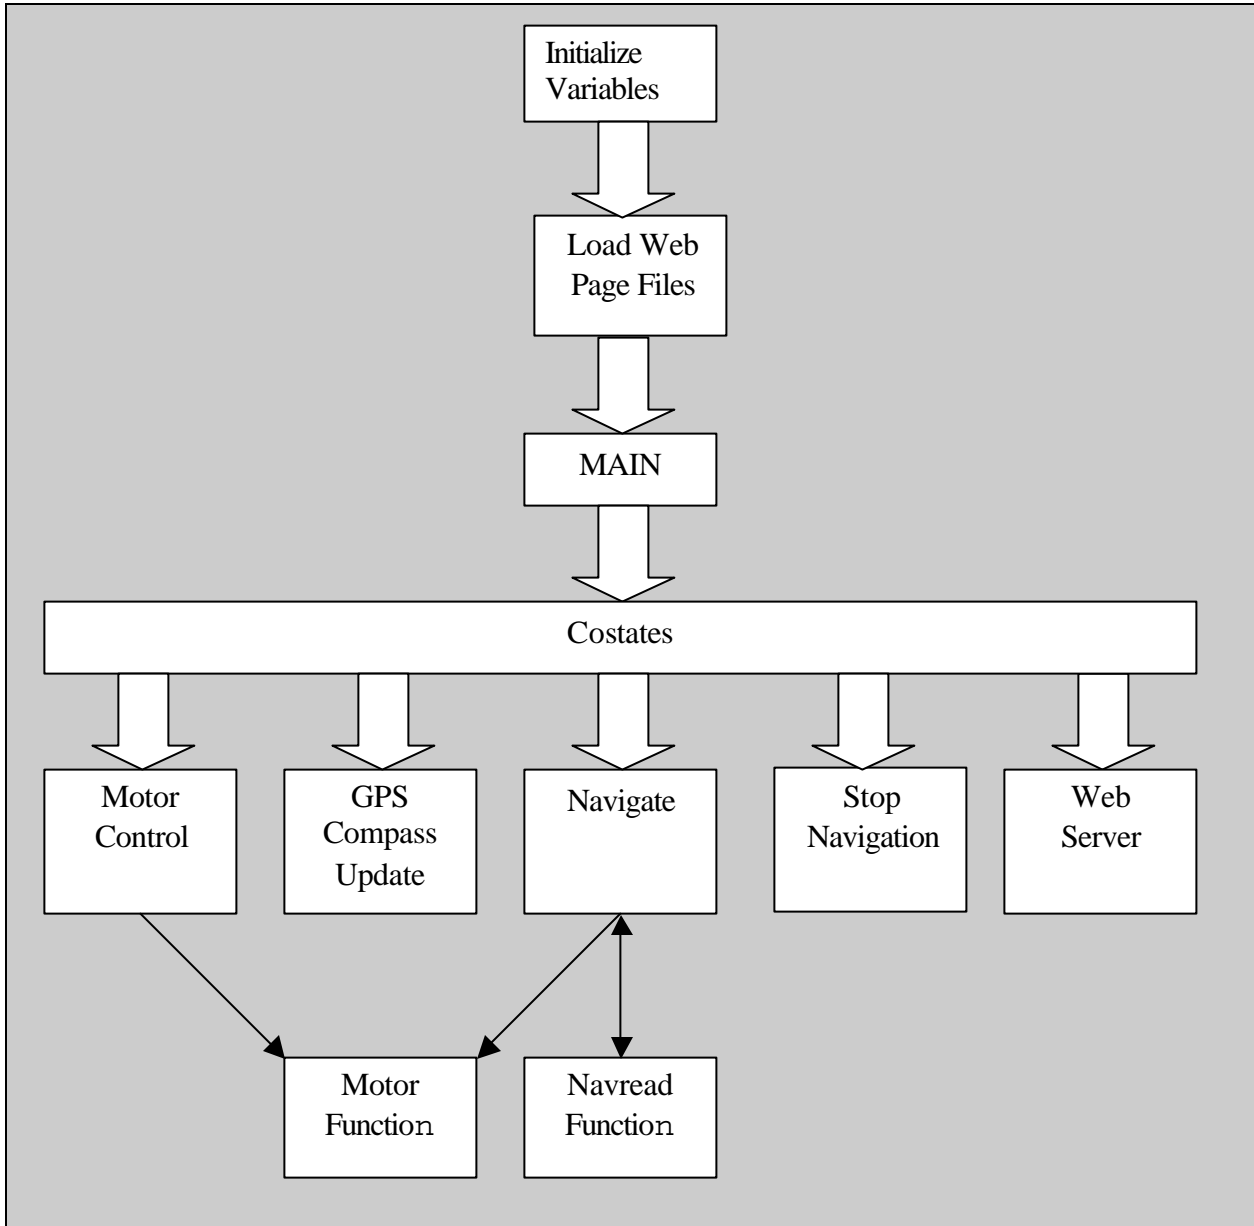 Initialize
Variables
Load Web
Page Files
MAIN
Costates
Motor
Control
GPS
Compass
Update
Navigate
Stop
Navigation
Web
Server
Motor
Function
Navread
Function